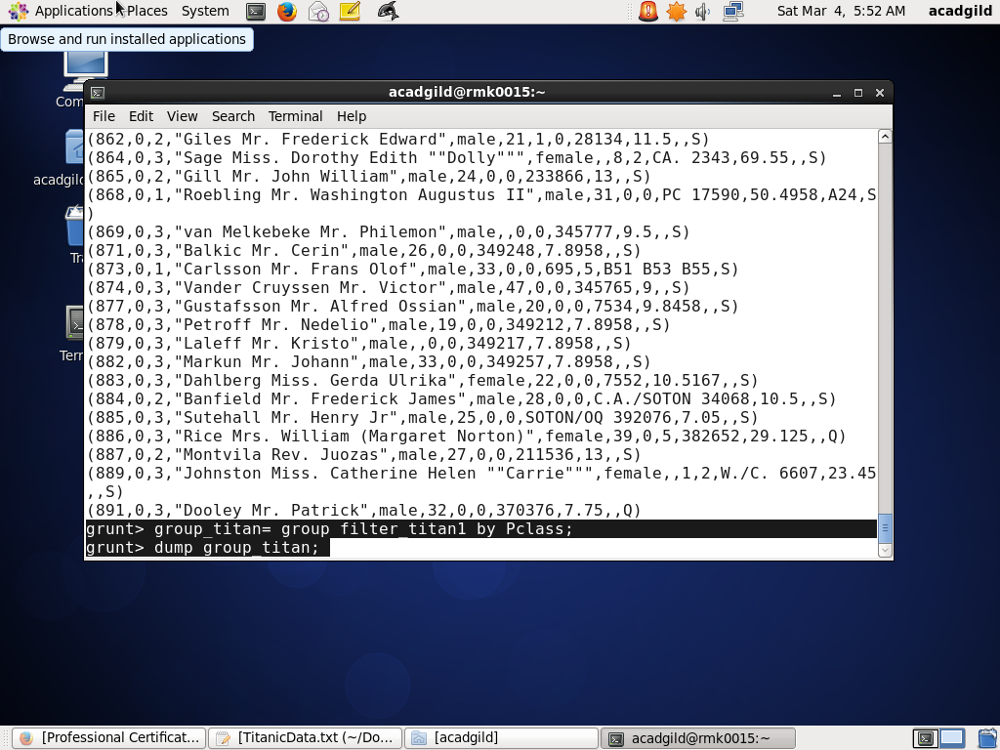 Applications Places System
Sat Mar 4, 5:52 AM acadgild
Browse and run installed applications
Com
acadgild
Tr
Term
acadgild@rmk0015:~
File Edit View Search Terminal Help
(862,0,2,"Giles Mr. Frederick Edward",male,21,1,0,28134,11.5,,S)
(864,0,3,"Sage Miss. Dorothy Edith ""Dolly""",female,,8,2,CA. 2343,69.55,,S)
(865,0,2,"Gill Mr. John William",male,24,0,0,233866,13,,S)
(868,0,1,"Roebling Mr. Washington Augustus II",male,31,0,0,PC 17590,50.4958,A24,S
)
(869,0,3,"van Melkebeke Mr. Philemon",male,,0,0,345777,9.5,,S)
(871,0,3,"Balkic Mr. Cerin",male,26,0,0,349248,7.8958,,S)
(873,0,1,"Carlsson Mr. Frans Olof",male,33,0,0,695,5,B51 B53 B55,S)
(874,0,3,"Vander Cruyssen Mr. Victor",male,47,0,0,345765,9,,S)
(877,0,3,"Gustafsson Mr. Alfred Ossian",male,20,0,0,7534,9.8458,,S)
(878,0,3,"Petroff Mr. Nedelio",male,19,0,0,349212,7.8958,,S)
(879,0,3,"Laleff Mr. Kristo",male,,0,0,349217,7.8958,,S)
(882,0,3,"Markun Mr. Johann",male,33,0,0,349257,7.8958,,S)
(883,0,3,"Dahlberg Miss. Gerda Ulrika",female,22,0,0,7552,10.5167,,S)
(884,0,2,"Banfield Mr. Frederick James",male,28,0,0,C.A./SOTON 34068,10.5,,S)
(885,0,3,"Sutehall Mr. Henry Jr",male,25,0,0,SOTON/OQ 392076,7.05,,S)
(886,0,3,"Rice Mrs. William (Margaret Norton)",female,39,0,5,382652,29.125,,Q)
(887,0,2,"Montvila Rev. Juozas",male,27,0,0,211536,13,,S)
(889,0,3,"Johnston Miss. Catherine Helen ""Carrie""",female,,1,2,W./C. 6607,23.45
,,S)
(891,0,3,"Dooley Mr. Patrick",male,32,0,0,370376,7.75,,Q)
grunt> group_titan= group filter_titan1 by Pclass;
grunt> dump group_titan;
[Professional Certificat...
[TitanicData.txt (~/Do...
[acadgild]
acadgild@rmk0015:~